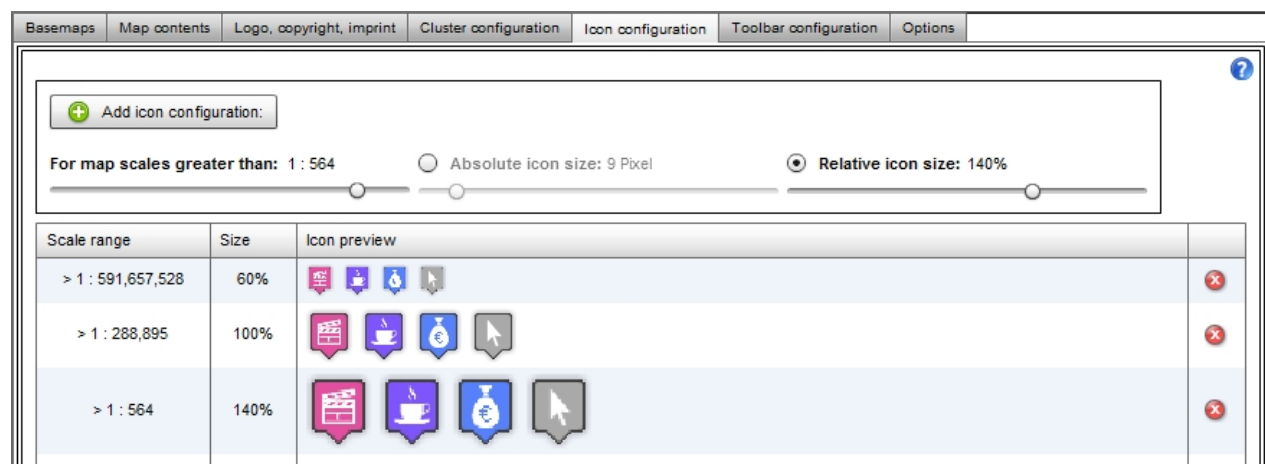 Basemaps Map contents Logo, copyright, imprint Cluster configuration Icon configuration Toolbar configuration Options
?
Add icon configuration:
For map scales greater than: 1 : 564 Absolute icon size: 9 Pixel Relative icon size: 140%
Scale range Size Icon preview
> 1 : 591,657,528 60%
> 1 : 288,895 100% €
> 1 : 564 140% €